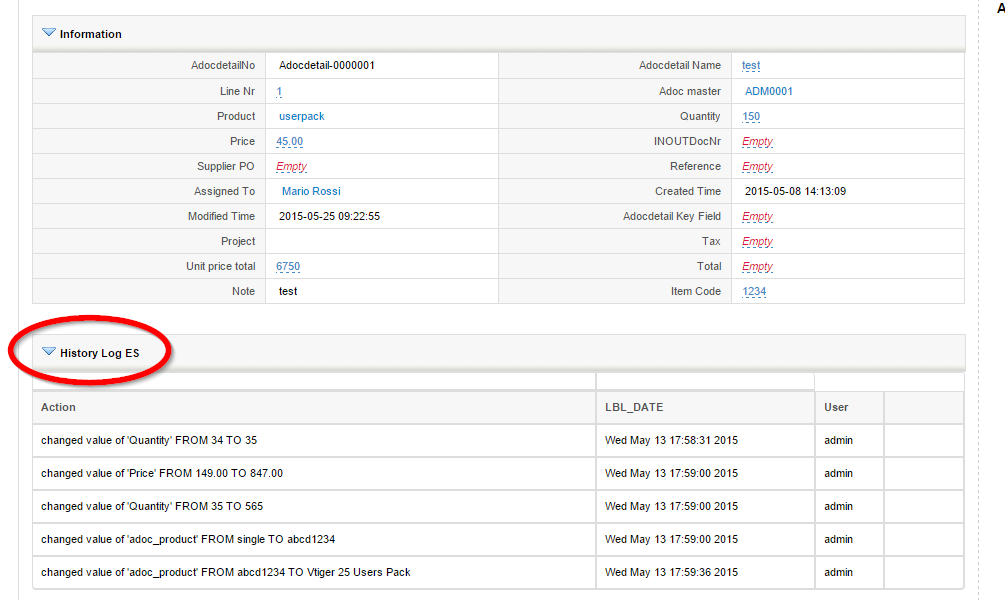 A
Information
AdocdetailNo Adocdetail-0000001 Adocdetail Name test
Line Nr 1 Adoc master ADM0001
Product userpack Quantity 150
Price 45.00 INOUTDocNr Empty
Supplier PO Empty Reference Empty
Assigned To Mario Rossi Created Time 2015-05-08 14:13:09
Modified Time 2015-05-25 09:22:55 Adocdetail Key Field Empty
Project Tax Empty
Unit price total 6750 Total Empty
Note test Item Code 1234
History Log ES
Action LBL_DATE User
changed value of 'Quantity' FROM 34 TO 35 Wed May 13 17:58:31 2015 admin
changed value of 'Price' FROM 149.00 TO 847.00 Wed May 13 17:59:00 2015 admin
changed value of 'Quantity' FROM 35 TO 565 Wed May 13 17:59:00 2015 admin
changed value of 'adoc_product' FROM single TO abcd1234 Wed May 13 17:59:00 2015 admin
changed value of 'adoc_product' FROM abcd1234 TO Vtiger 25 Users Pack Wed May 13 17:59:36 2015 admin